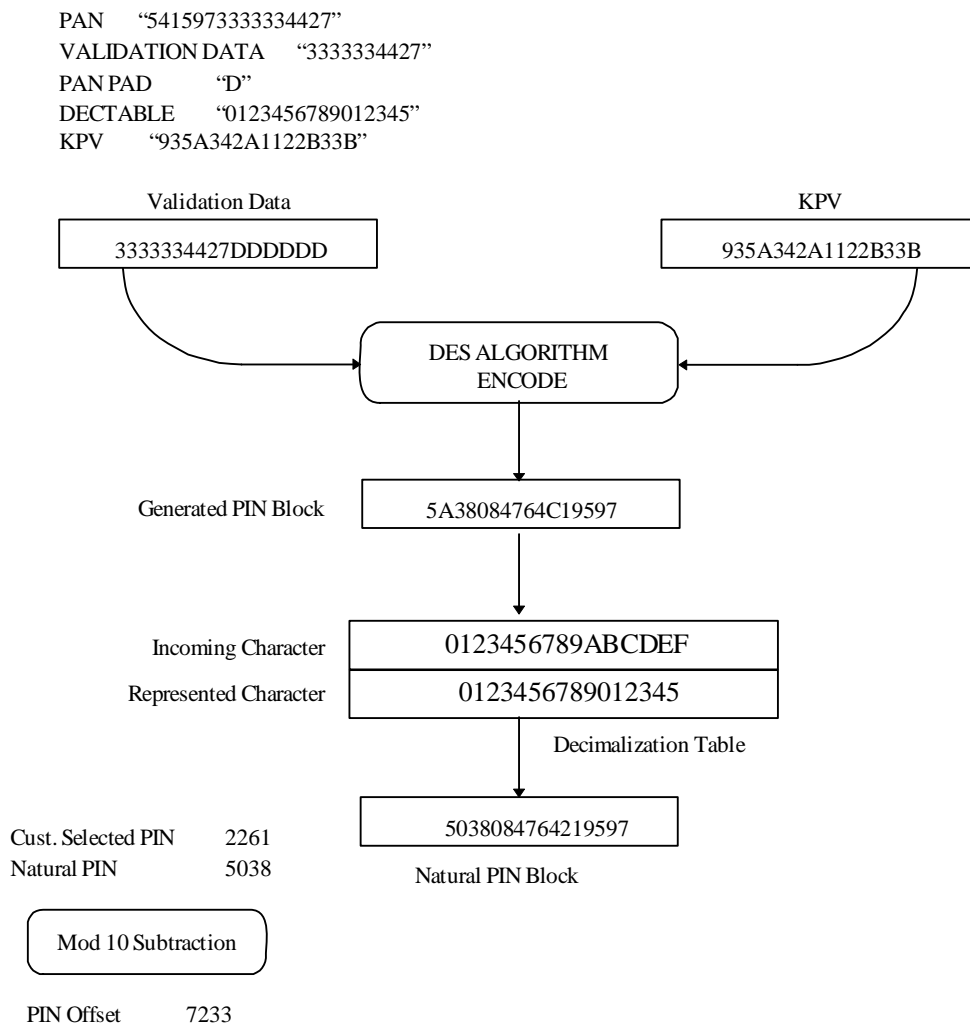 PAN “5415973333334427”
VALIDATION DATA “3333334427”
PAN PAD “D”
DECTABLE “0123456789012345”
KPV “935A342A1122B33B”
Validation Data
KPV
3333334427DDDDDD
935A342A1122B33B
DES ALGORITHM
ENCODE
Generated PIN Block
5A38084764C19597
Incoming Character
0123456789ABCDEF
Represented Character
0123456789012345
Decimalization Table
5038084764219597
Cust. Selected PIN 2261
Natural PIN 5038
Natural PIN Block
Mod 10 Subtraction
PIN Offset 7233